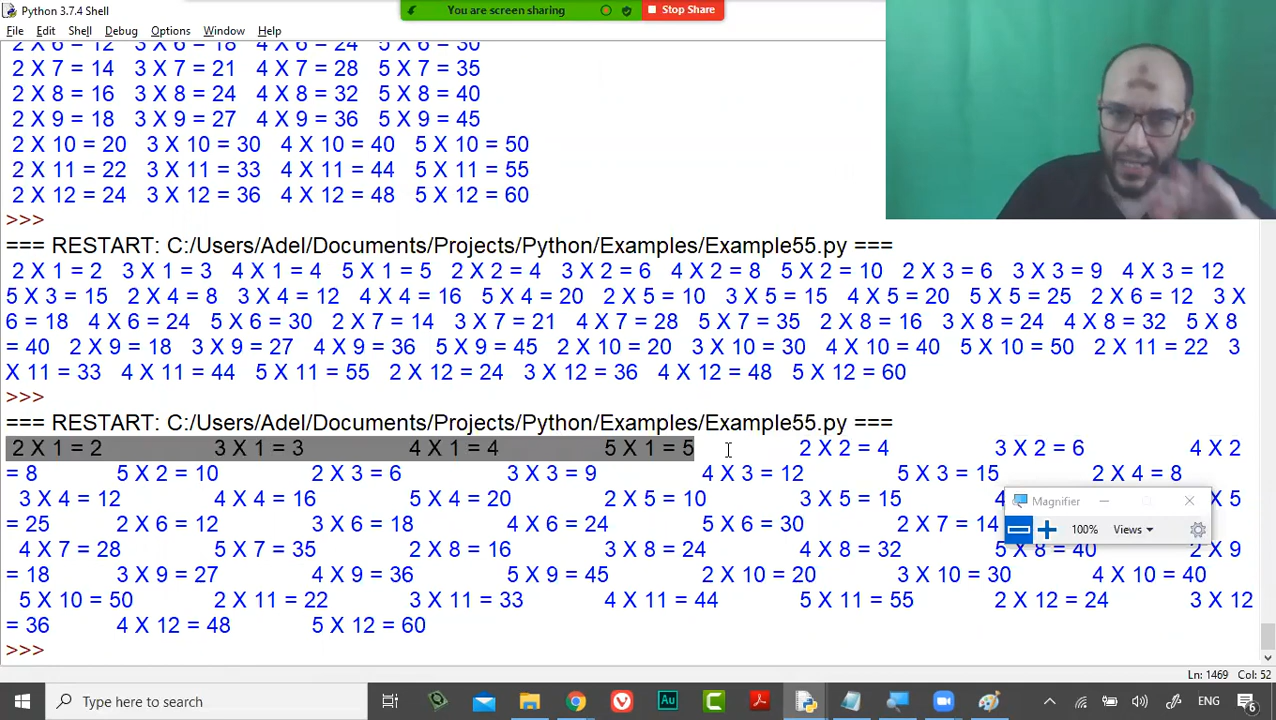 Python 3.7.4 Shell
You are screen sharing
Stop Share
File Edit Shell Debug Options Window Help
2 X 6 = 12 3 X 6 = 18 4 X 6 = 24 5 X 6 = 30
2 X 7 = 14 3 X 7 = 21 4 X 7 = 28 5 X 7 = 35
2 X 8 = 16 3 X 8 = 24 4 X 8 = 32 5 X 8 = 40
2 X 9 = 18 3 X 9 = 27 4 X 9 = 36 5 X 9 = 45
2 X 10 = 20 3 X 10 = 30 4 X 10 = 40 5 X 10 = 50
2 X 11 = 22 3 X 11 = 33 4 X 11 = 44 5 X 11 = 55
2 X 12 = 24 3 X 12 = 36 4 X 12 = 48 5 X 12 = 60
>>>
=== RESTART: C:/Users/Adel/Documents/Projects/Python/Examples/Example55.py ===
2 X 1 = 2 3 X 1 = 3 4 X 1 = 4 5 X 1 = 5 2 X 2 = 4 3 X 2 = 6 4 X 2 = 8 5 X 2 = 10 2 X 3 = 6 3 X 3 = 9 4 X 3 = 12
5 X 3 = 15 2 X 4 = 8 3 X 4 = 12 4 X 4 = 16 5 X 4 = 20 2 X 5 = 10 3 X 5 = 15 4 X 5 = 20 5 X 5 = 25 2 X 6 = 12 3 X
6 = 18 4 X 6 = 24 5 X 6 = 30 2 X 7 = 14 3 X 7 = 21 4 X 7 = 28 5 X 7 = 35 2 X 8 = 16 3 X 8 = 24 4 X 8 = 32 5 X 8
= 40 2 X 9 = 18 3 X 9 = 27 4 X 9 = 36 5 X 9 = 45 2 X 10 = 20 3 X 10 = 30 4 X 10 = 40 5 X 10 = 50 2 X 11 = 22 3
X 11 = 33 4 X 11 = 44 5 X 11 = 55 2 X 12 = 24 3 X 12 = 36 4 X 12 = 48 5 X 12 = 60
>>>
=== RESTART: C:/Users/Adel/Documents/Projects/Python/Examples/Example55.py ===
2 X 1 = 2 3 X 1 = 3 4 X 1 = 4 5 X 1 = 5 2 X 2 = 4 3 X 2 = 6 4 X 2
= 8 5 X 2 = 10 2 X 3 = 6 3 X 3 = 9 4 X 3 = 12 5 X 3 = 15 2 X 4 = 8
3 X 4 = 12 4 X 4 = 16 5 X 4 = 20 2 X 5 = 10 3 X 5 = 15 X 5
= 25 2 X 6 = 12 3 X 6 = 18 4 X 6 = 24 5 X 6 = 30 2 X 7 = 14
4 X 7 = 28 5 X 7 = 35 2 X 8 = 16 3 X 8 = 24 4 X 8 = 32 5 X 8 = 40 2 X 9
= 18 3 X 9 = 27 4 X 9 = 36 5 X 9 = 45 2 X 10 = 20 3 X 10 = 30 4 X 10 = 40
5 X 10 = 50 2 X 11 = 22 3 X 11 = 33 4 X 11 = 44 5 X 11 = 55 2 X 12 = 24 3 X 12
= 36 4 X 12 = 48 5 X 12 = 60
>>>
Magnifier
100% Views
Ln: 1469 Col: 52
Type here to search
Au
ENG
6